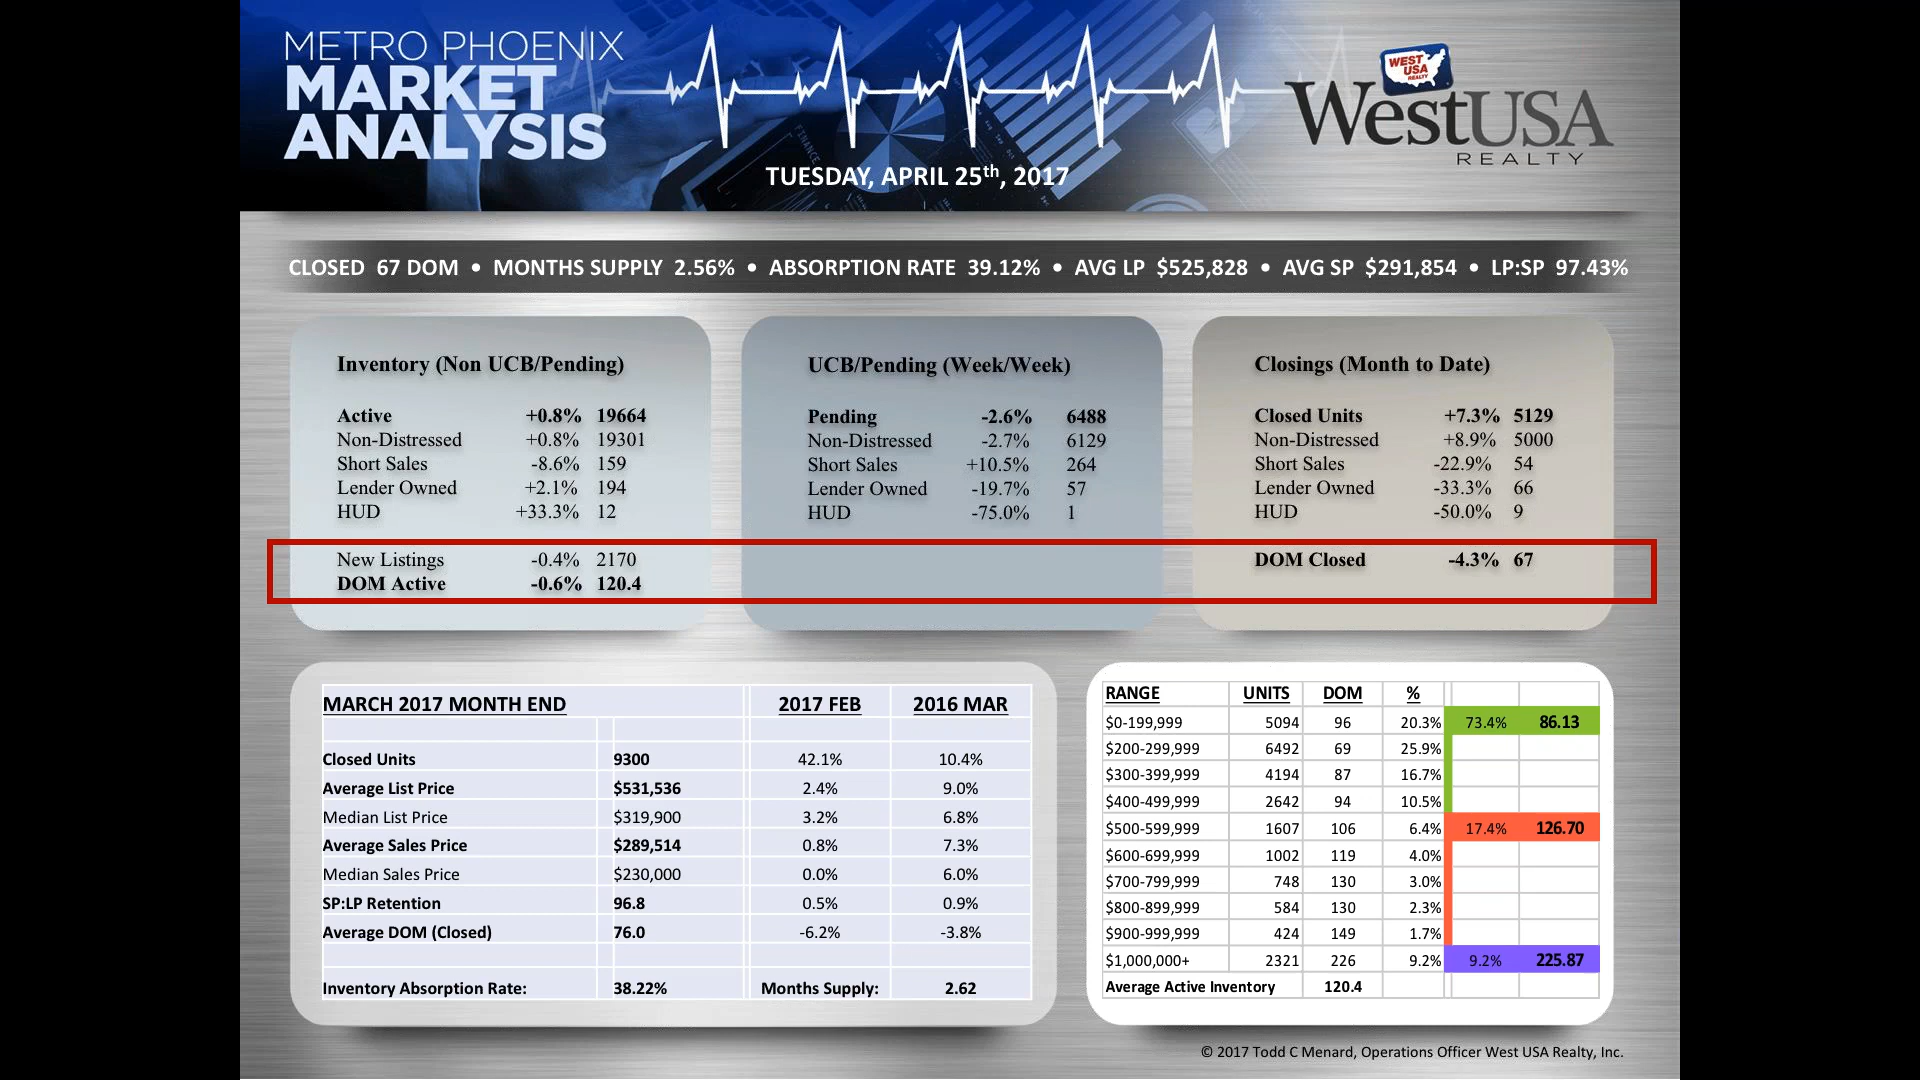 METRO PHOENIX
MARKET
ANALYSIS
WEST
USA
REALTY
WestUSA
REALTY
TUESDAY, APRIL 25th, 2017
CLOSED 67 DOM • MONTHS SUPPLY 2.56% • ABSORPTION RATE 39.12% • AVG LP $525,828 • AVG SP $291,854 • LP:SP 97.43%
Inventory (Non UCB/Pending)
Active +0.8% 19664
Non-Distressed +0.8% 19301
Short Sales -8.6% 159
Lender Owned +2.1% 194
HUD +33.3% 12
New Listings -0.4% 2170
DOM Active -0.6% 120.4
UCB/Pending (Week/Week)
Pending -2.6% 6488
Non-Distressed -2.7% 6129
Short Sales +10.5% 264
Lender Owned -19.7% 57
HUD -75.0% 1
Closings (Month to Date)
Closed Units +7.3% 5129
Non-Distressed +8.9% 5000
Short Sales -22.9% 54
Lender Owned -33.3% 66
HUD -50.0% 9
DOM Closed -4.3% 67
MARCH 2017 MONTH END 2017 FEB 2016 MAR
Closed Units 9300 42.1% 10.4%
Average List Price $531,536 2.4% 9.0%
Median List Price $319,900 3.2% 6.8%
Average Sales Price $289,514 0.8% 7.3%
Median Sales Price $230,000 0.0% 6.0%
SP:LP Retention 96.8 0.5% 0.9%
Average DOM (Closed) 76.0 -6.2% -3.8%
Inventory Absorption Rate: 38.22% Months Supply: 2.62
RANGE UNITS DOM %
$0-199,999 5094 96 20.3% 73.4% 86.13
$200-299,999 6492 69 25.9%
$300-399,999 4194 87 16.7%
$400-499,999 2642 94 10.5%
$500-599,999 1607 106 6.4% 17.4% 126.70
$600-699,999 1002 119 4.0%
$700-799,999 748 130 3.0%
$800-899,999 584 130 2.3%
$900-999,999 424 149 1.7%
$1,000,000+ 2321 226 9.2% 9.2% 225.87
Average Active Inventory 120.4
© 2017 Todd C Menard, Operations Officer West USA Realty, Inc.